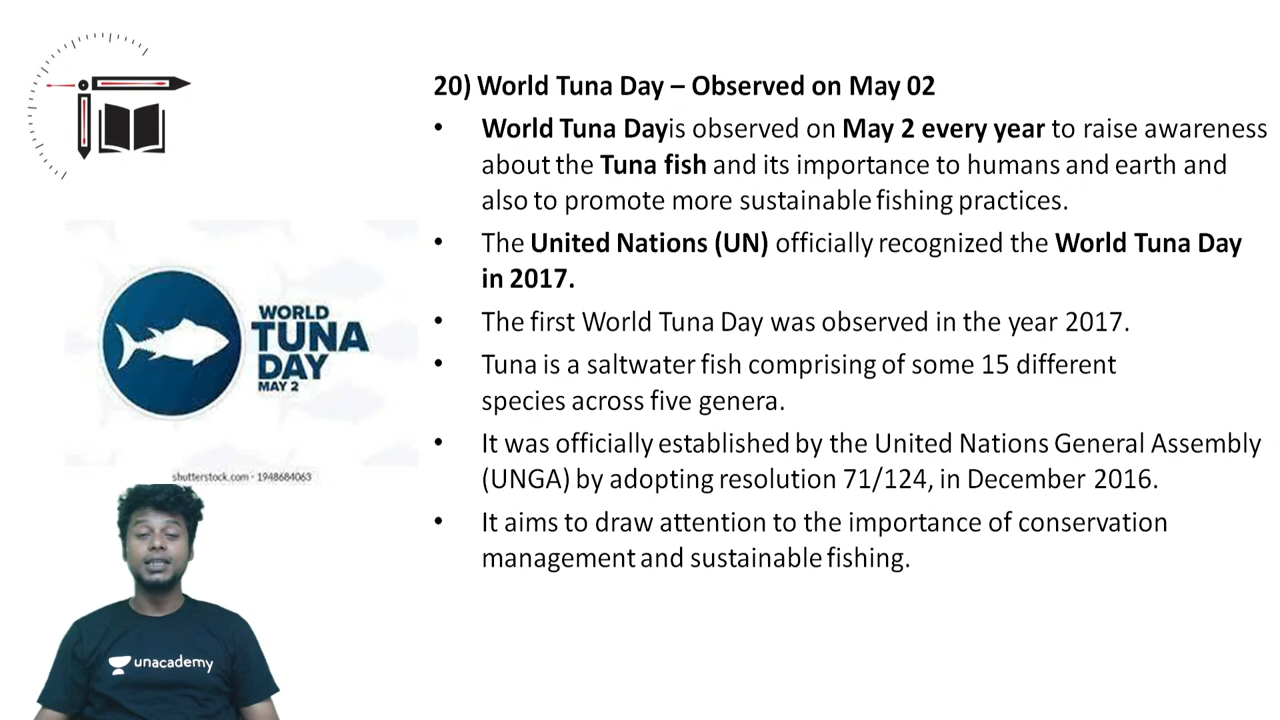 20) World Tuna Day – Observed on May 02
• World Tuna Dayis observed on May 2 every year to raise awareness
about the Tuna fish and its importance to humans and earth and
also to promote more sustainable fishing practices.
• The United Nations (UN) officially recognized the World Tuna Day
in 2017.
• The first World Tuna Day was observed in the year 2017.
• Tuna is a saltwater fish comprising of some 15 different
species across five genera.
• It was officially established by the United Nations General Assembly
(UNGA) by adopting resolution 71/124, in December 2016.
• It aims to draw attention to the importance of conservation
management and sustainable fishing.
WORLD
TUNA
DAY
MAY 2
shutterstock.com · 1948684063
unacademy